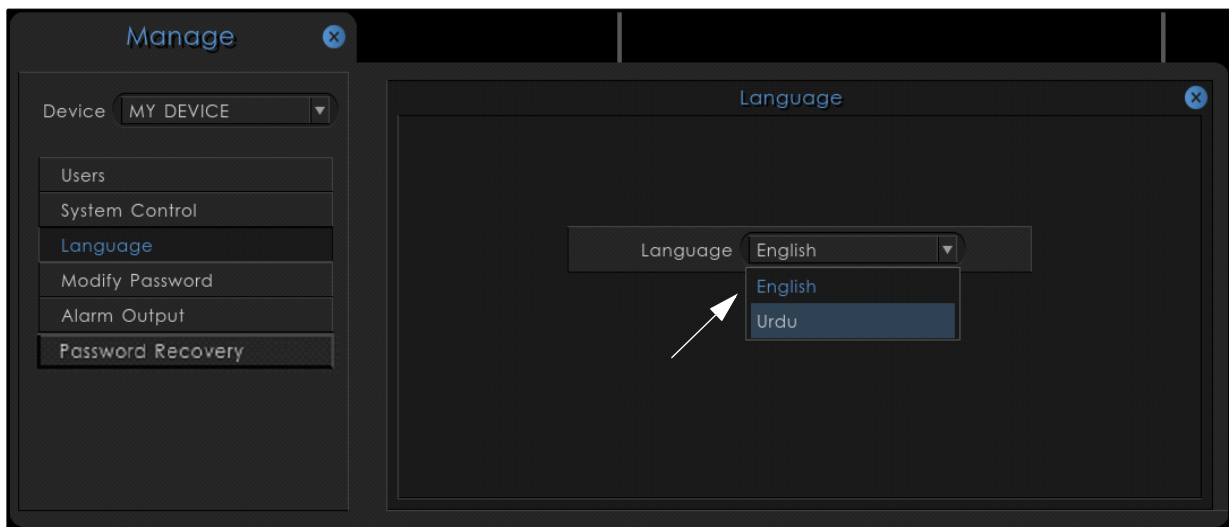 Manage
Device MY DEVICE
Users
System Control
Language
Modify Password
Alarm Output
Password Recovery
Language
Language English
English
Urdu